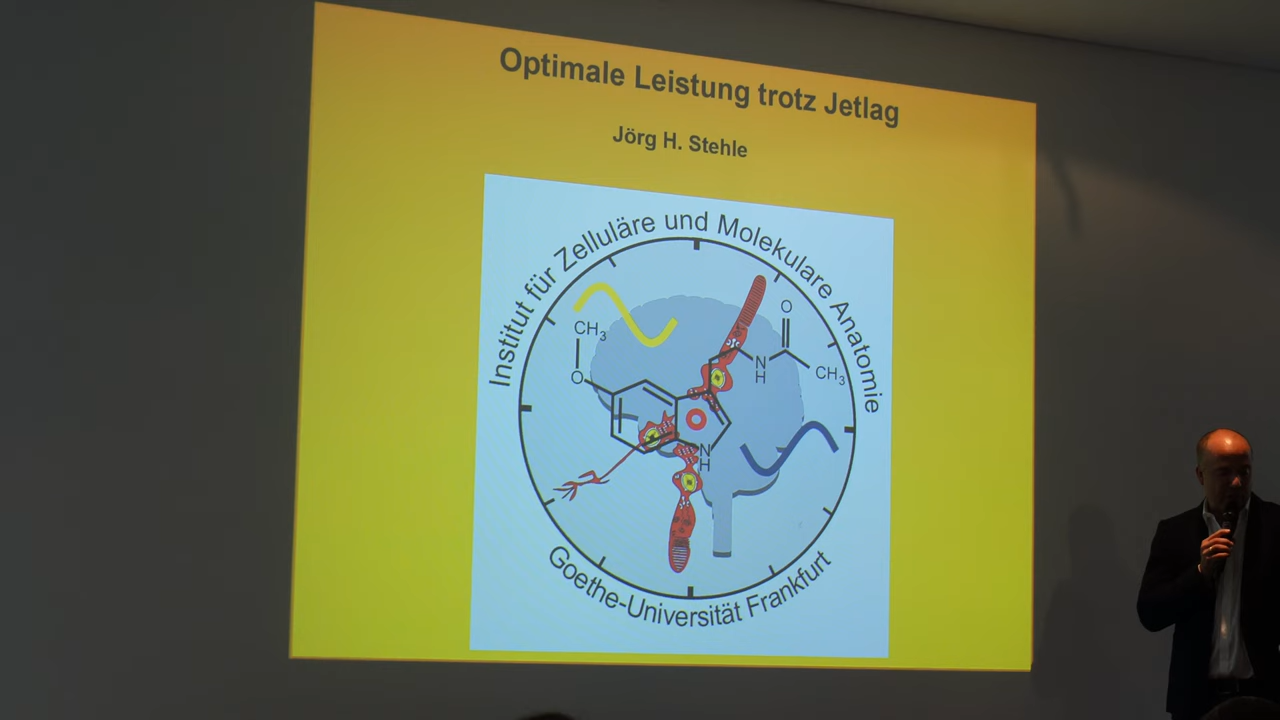 Optimale Leistung trotz Jetlag
Jörg H. Stehle
Institut für Zelluläre und Molekulare Anatomie
CH3
O
O
N
H
CH3
N
H
Goethe-Universität Frankfurt